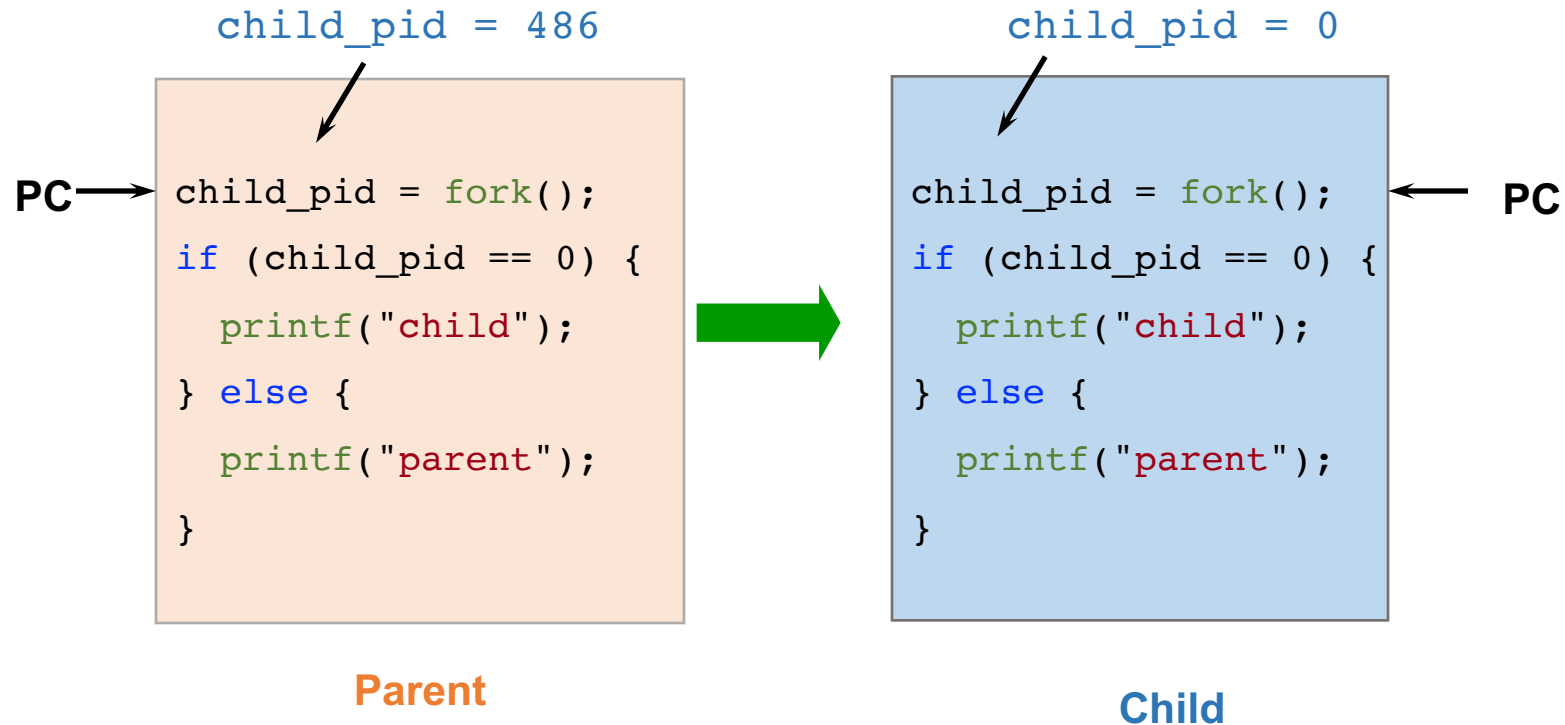 child_pid = 486
PC
child_pid = fork();
if (child_pid == 0) {
printf("child");
} else {
printf("parent");
}
Parent
child_pid = 0
PC
child_pid = fork();
if (child_pid == 0) {
printf("child");
} else {
printf("parent");
}
Child